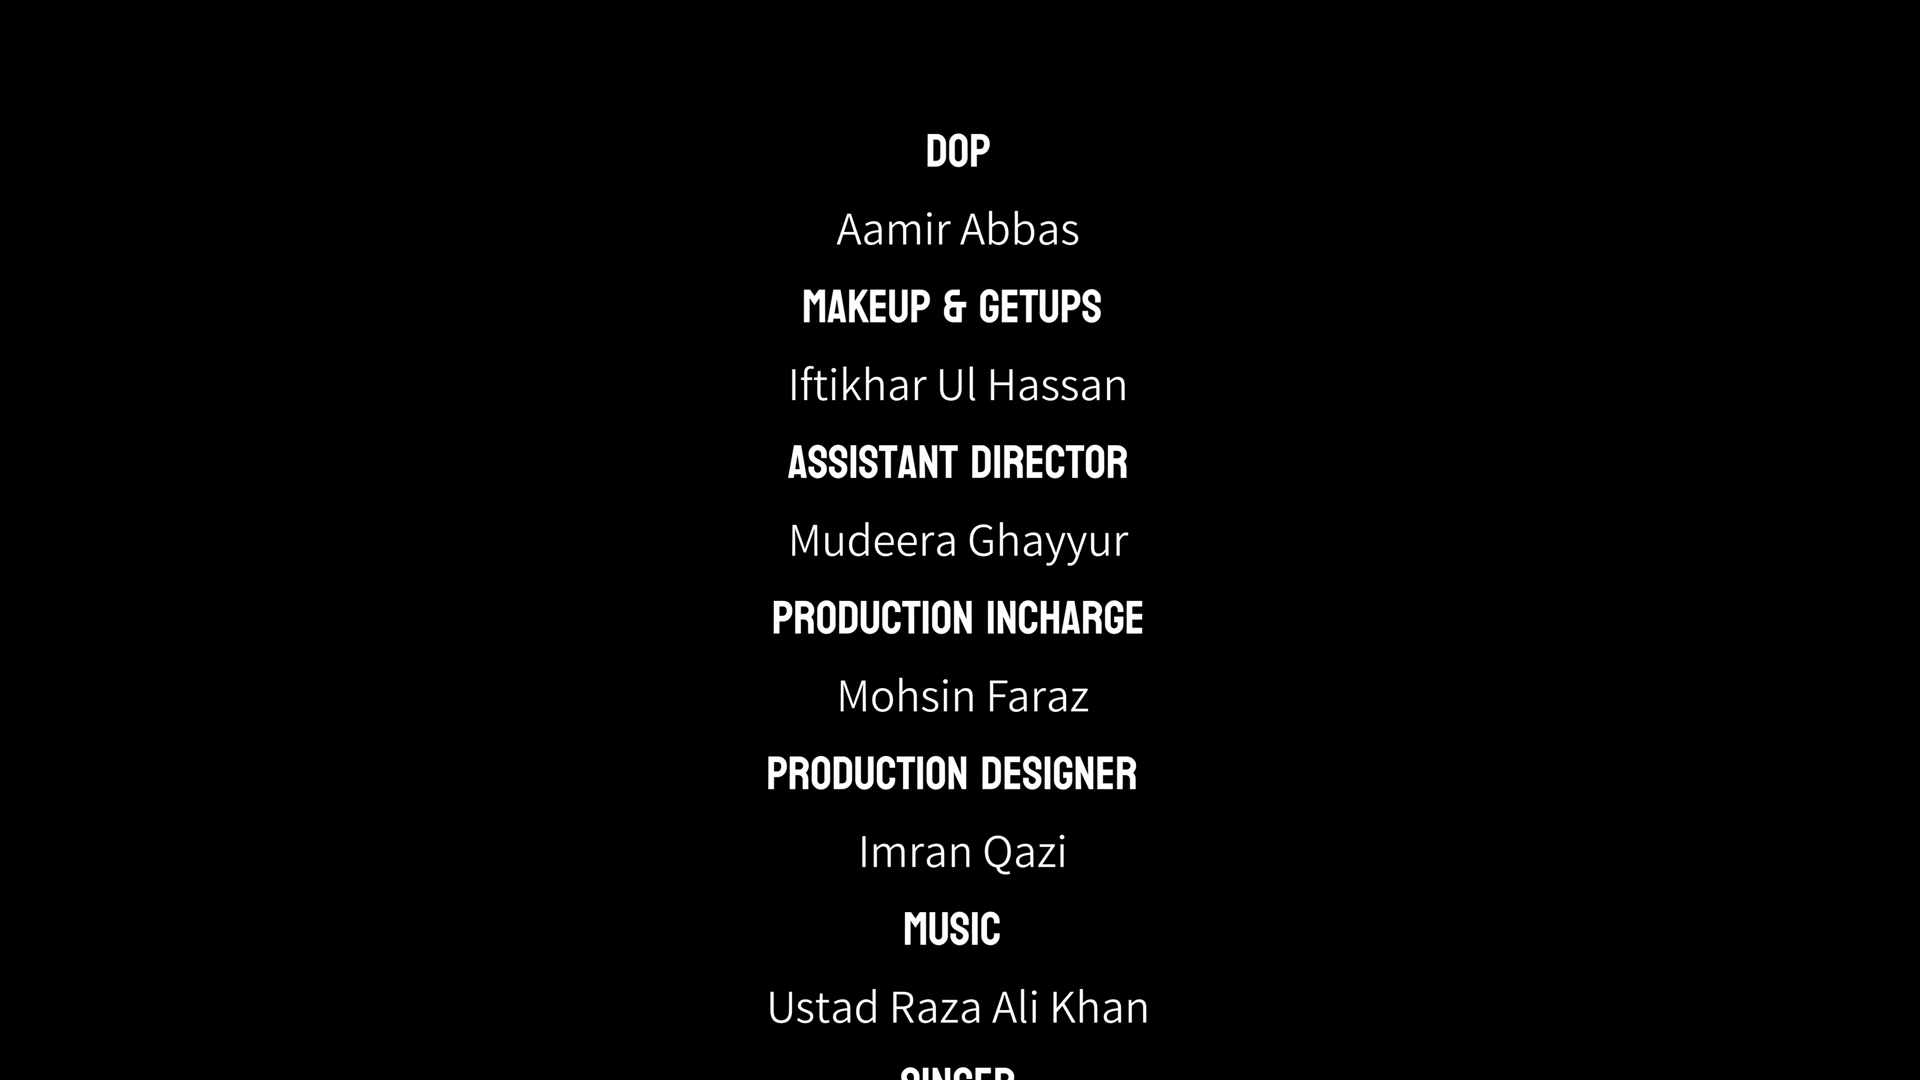 DOP
Aamir Abbas
MAKEUP & GETUPS
Iftikhar Ul Hassan
ASSISTANT DIRECTOR
Mudeera Ghayyur
PRODUCTION INCHARGE
Mohsin Faraz
PRODUCTION DESIGNER
Imran Qazi
MUSIC
Ustad Raza Ali Khan
SINGER